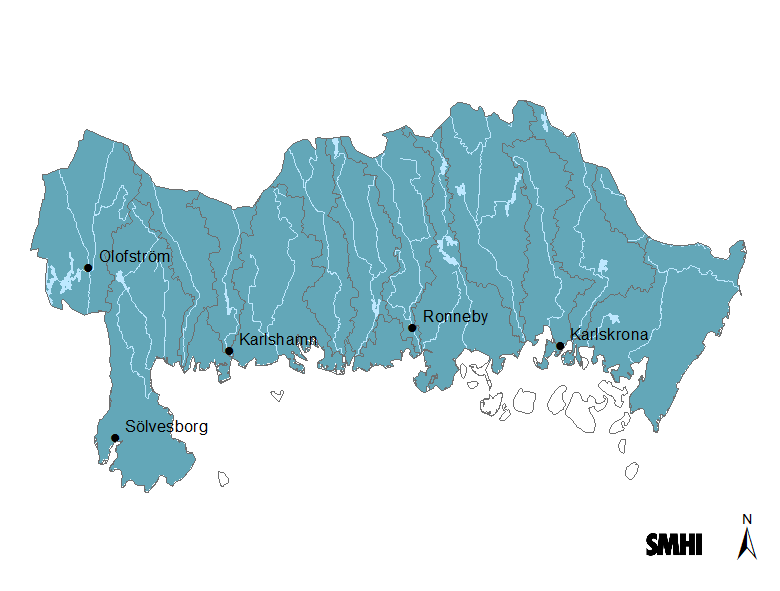 Olofström
Ronneby
Karlskrona
Karlshamn
Sölvesborg
N
SMHI